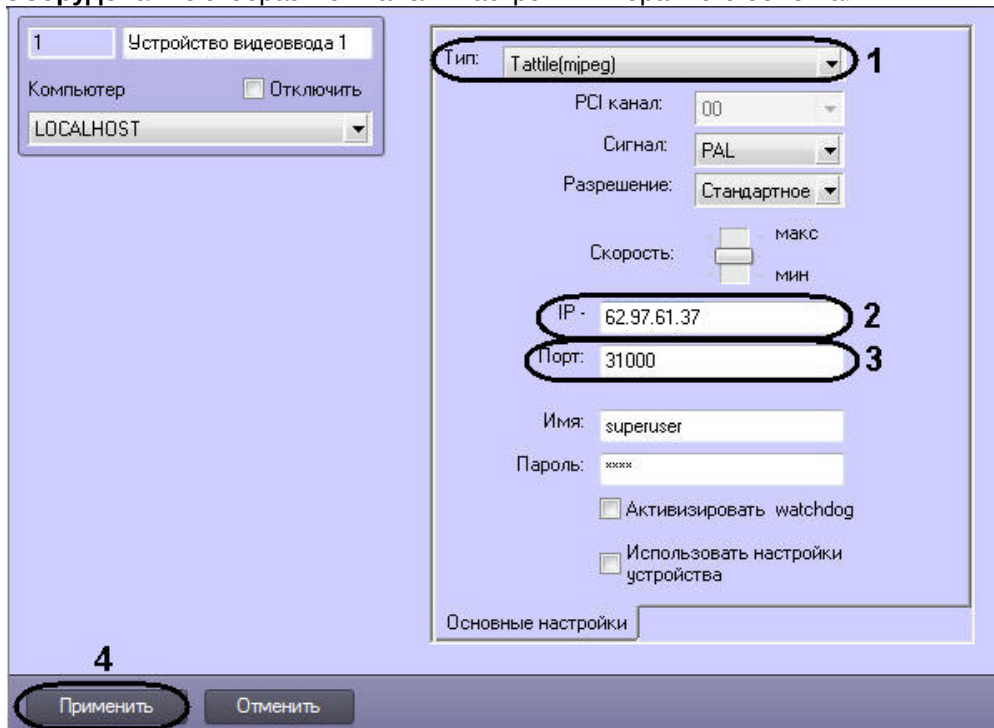 1 Устройство видеоввода 1
Компьютер Отключить
LOCALHOST
Тип: Tattile(mjpeg) 1
PCI канал: 00
Сигнал: PAL
Разрешение: Стандартное
Скорость: макс
мин
IP - 62.97.61.37 2
Порт: 31000 3
Имя: superuser
Пароль: ****
Активизировать watchdog
Использовать настройки
устройства
Основные настройки
4
Применить Отменить